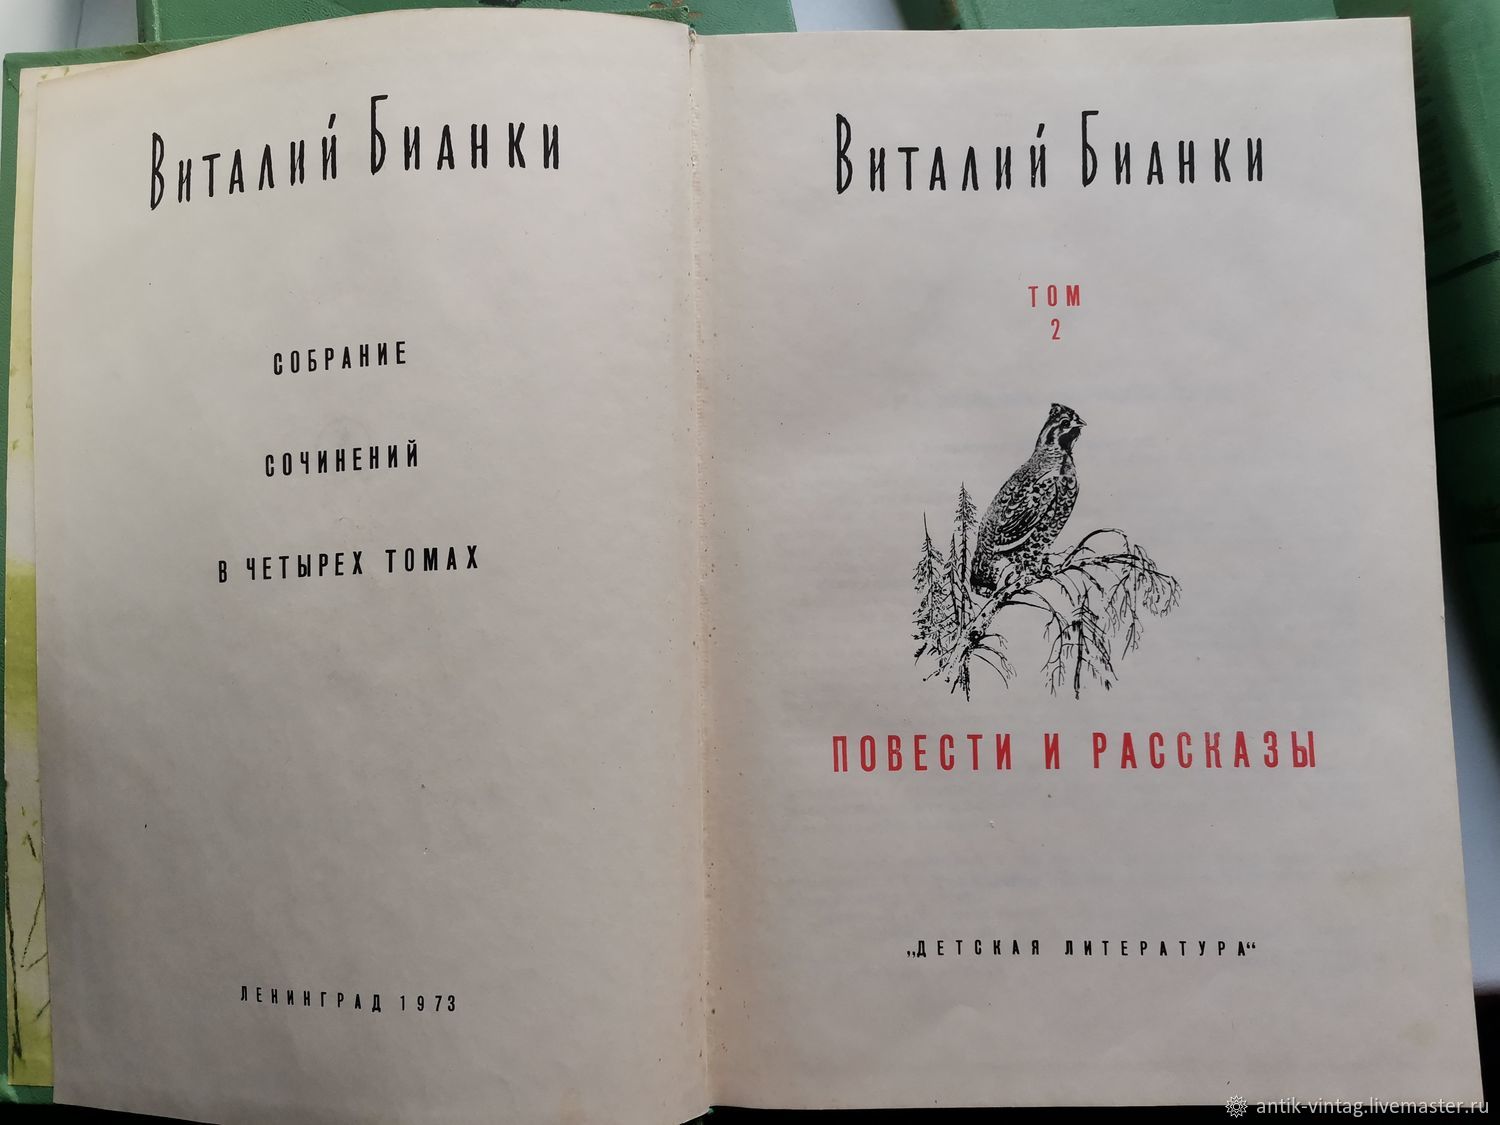 Виталий Бианки
СОБРАНИЕ
СОЧИНЕНИЙ
В ЧЕТЫРЕХ ТОМАХ
ЛЕНИНГРАД 1973
Виталий Бианки
ТОМ
2
ПОВЕСТИ И РАССКАЗЫ
„ДЕТСКАЯ ЛИТЕРАТУРА“
antik-vintag.livemaster.ru